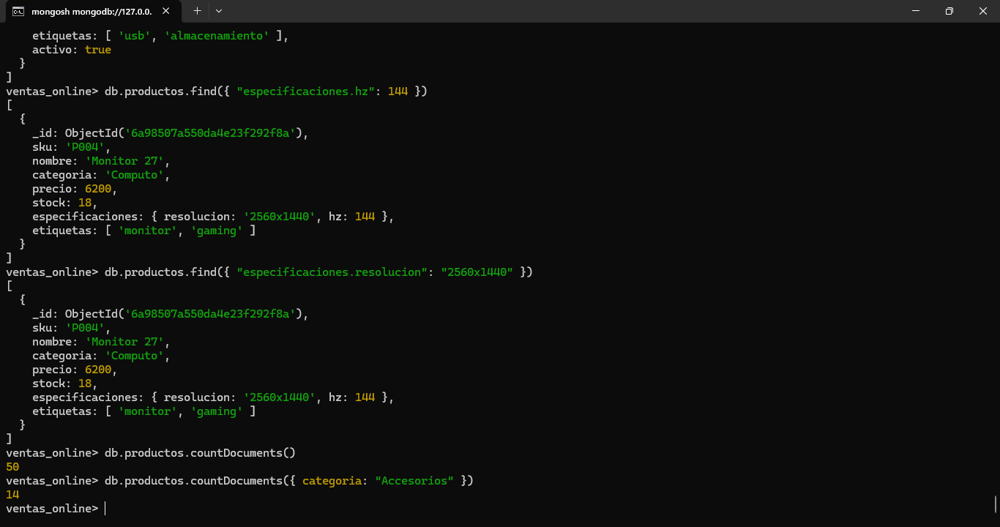 mongosh mongodb://127.0.0.
    etiquetas: [ 'usb', 'almacenamiento' ],
    activo: true
  }
]
ventas_online> db.productos.find({ "especificaciones.hz": 144 })
[
  {
    _id: ObjectId('6a98507a550da4e23f292f8a'),
    sku: 'P004',
    nombre: 'Monitor 27',
    categoria: 'Computo',
    precio: 6200,
    stock: 18,
    especificaciones: { resolucion: '2560x1440', hz: 144 },
    etiquetas: [ 'monitor', 'gaming' ]
  }
]
ventas_online> db.productos.find({ "especificaciones.resolucion": "2560x1440" })
[
  {
    _id: ObjectId('6a98507a550da4e23f292f8a'),
    sku: 'P004',
    nombre: 'Monitor 27',
    categoria: 'Computo',
    precio: 6200,
    stock: 18,
    especificaciones: { resolucion: '2560x1440', hz: 144 },
    etiquetas: [ 'monitor', 'gaming' ]
  }
]
ventas_online> db.productos.countDocuments()
50
ventas_online> db.productos.countDocuments({ categoria: "Accesorios" })
14
ventas_online>